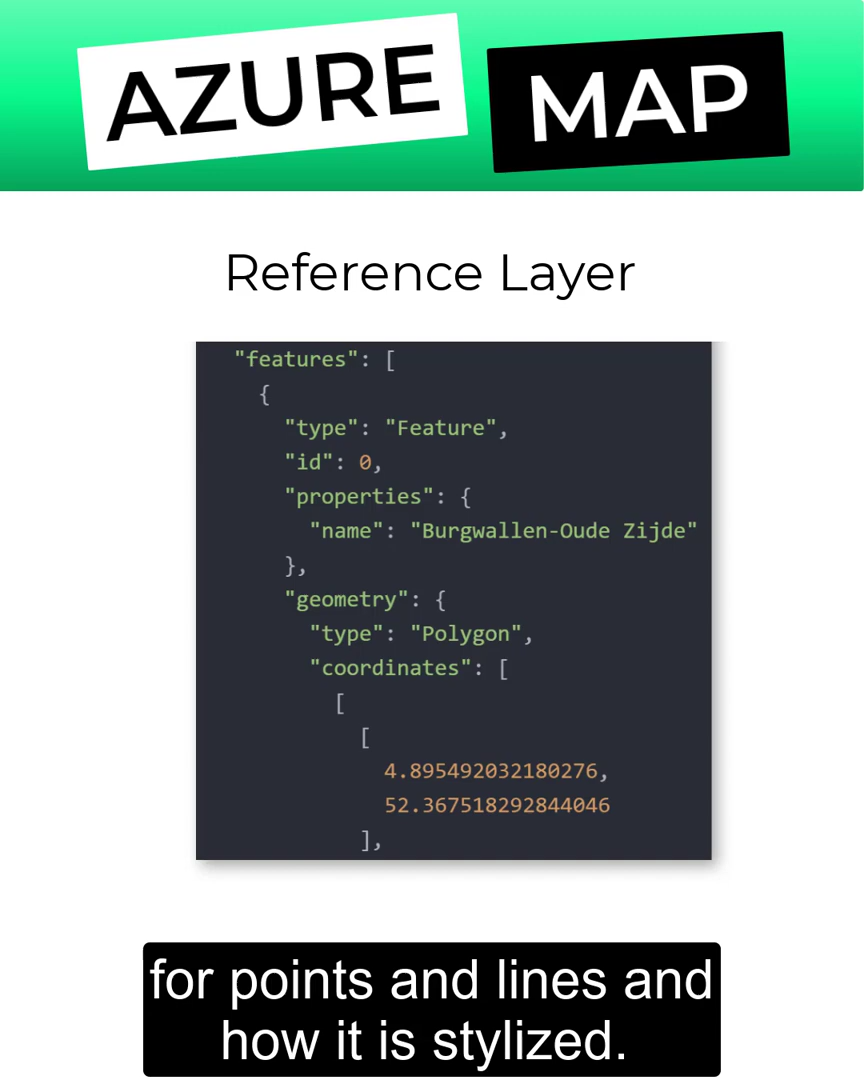 AZURE MAP
Reference Layer
"features": [
{
"type": "Feature",
"id": 0,
"properties": {
"name": "Burgwallen-Oude Zijde"
},
"geometry": {
"type": "Polygon",
"coordinates": [
[
[
4.895492032180276,
52.367518292844046
],
for points and lines and
how it is stylized.